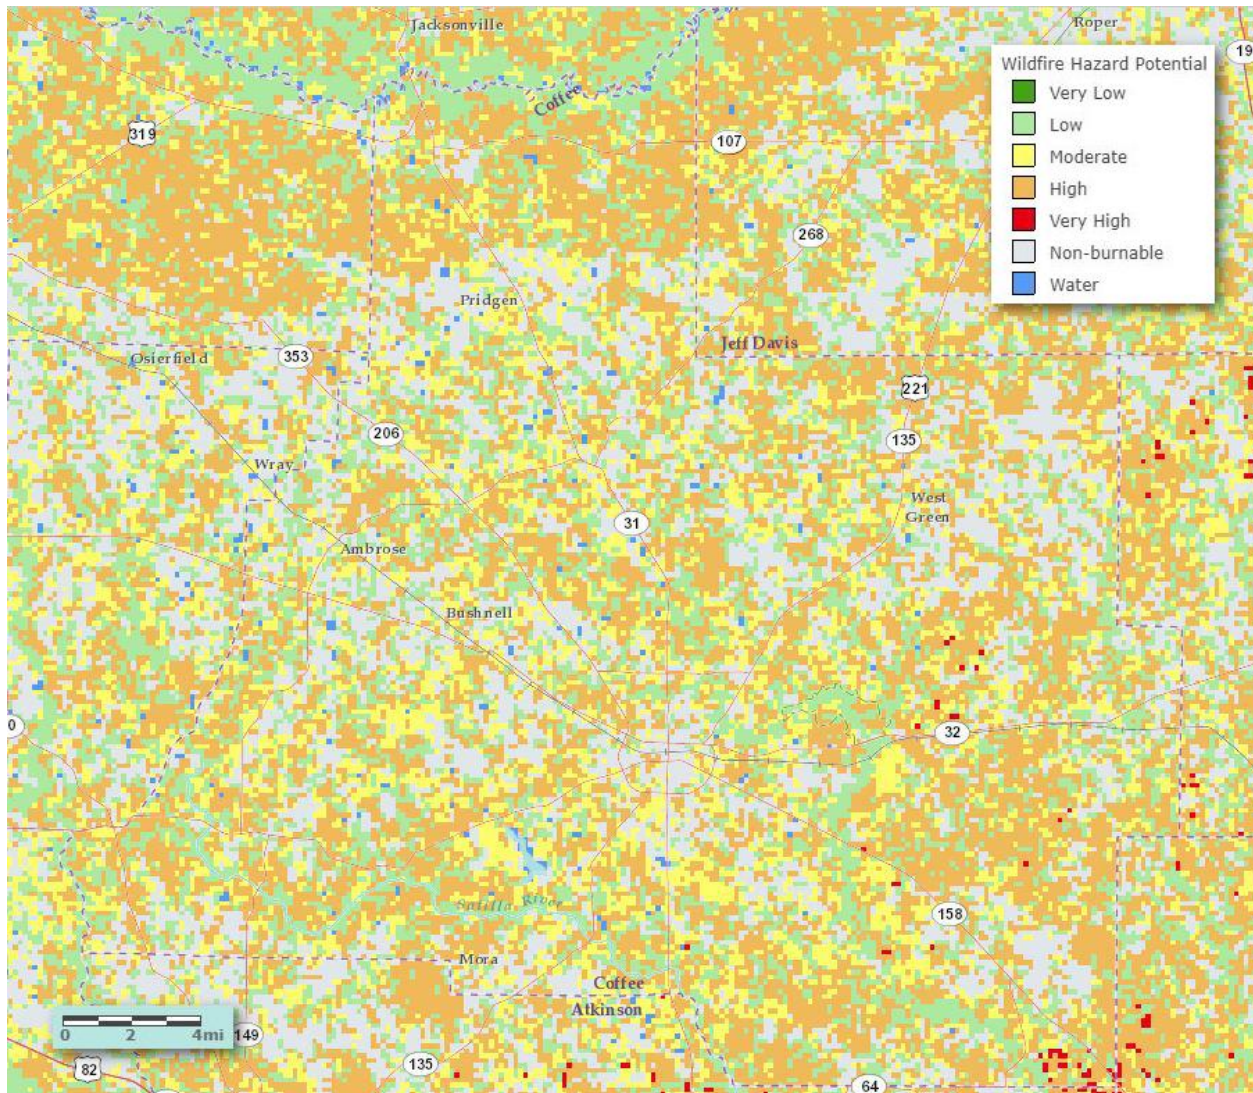 Jacksonville
Roper
19
Wildfire Hazard Potential
Very Low
Low
Moderate
High
Very High
Non-burnable
Water
Coffee
319
107
268
Pridgen
Jeff Davis
Osierfield
353
221
206
135
Wray
West
Green
31
Ambrose
Bushnell
0
32
Satilla River
158
Mora
Coffee
Atkinson
0 2 4mi
149
135
82
64